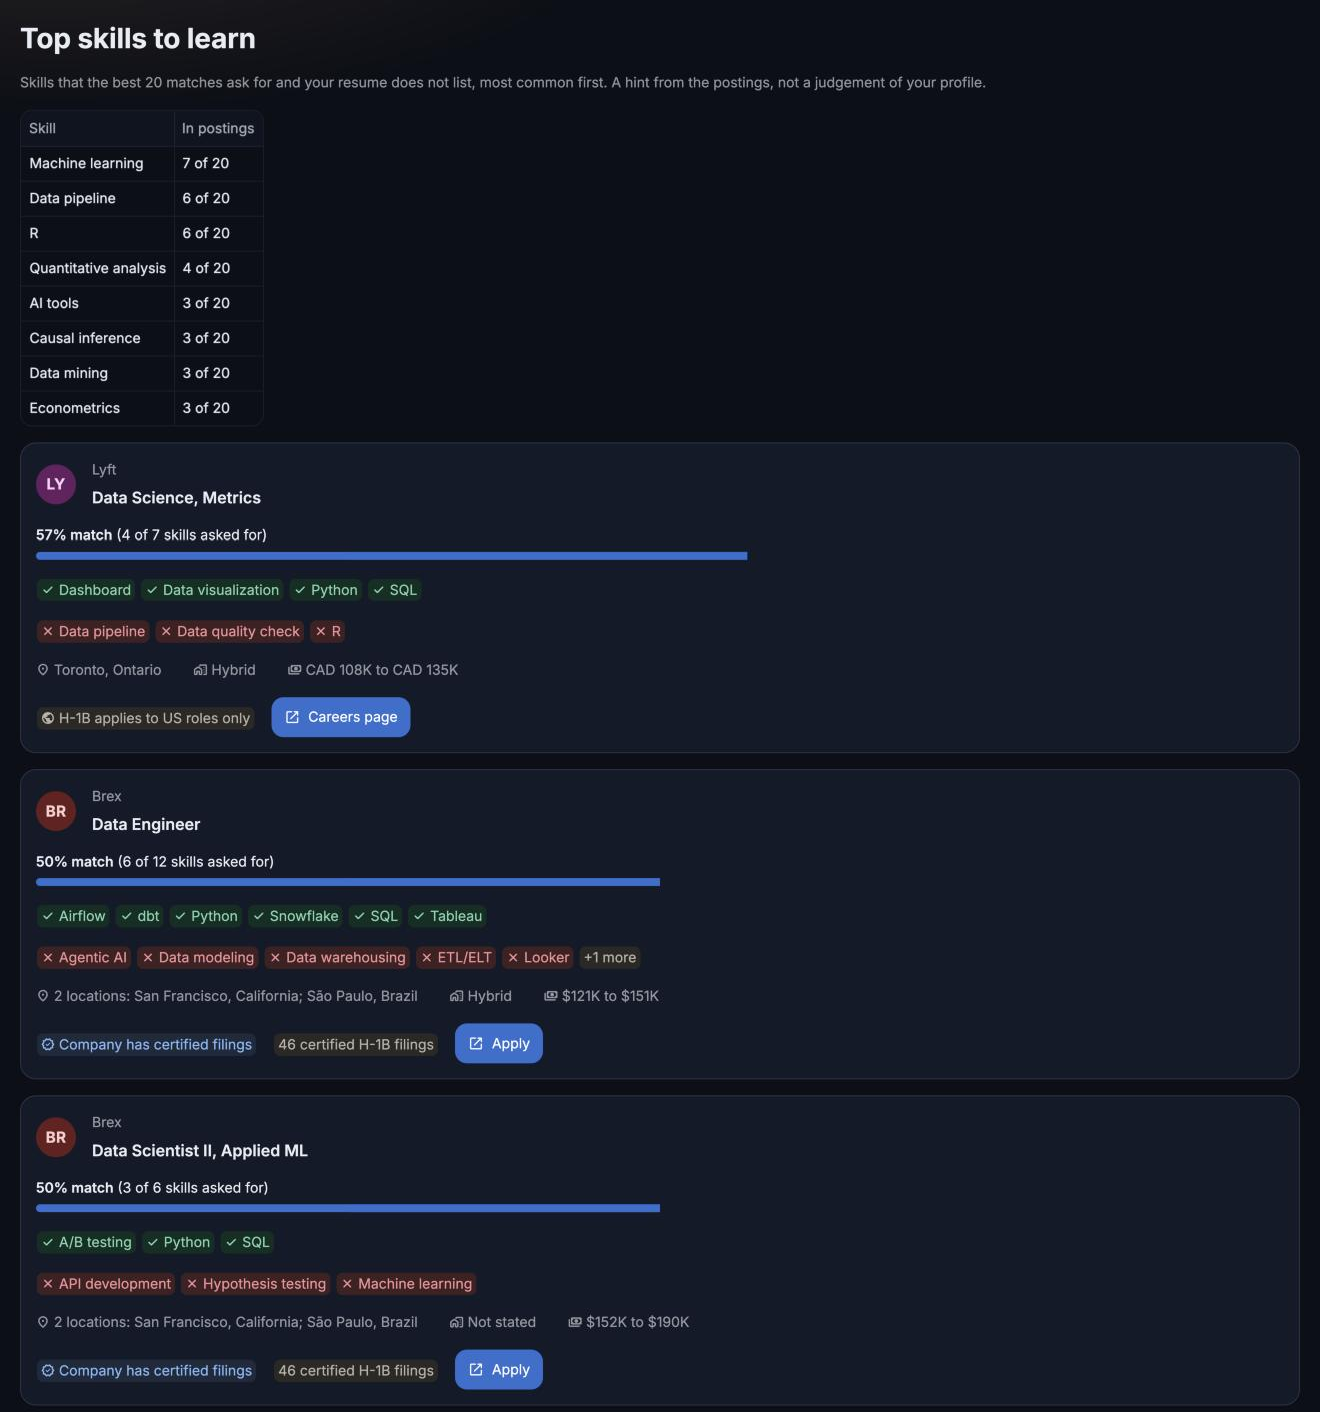 Top skills to learn
Skills that the best 20 matches ask for and your resume does not list, most common first. A hint from the postings, not a judgement of your profile.
Skill In postings
Machine learning 7 of 20
Data pipeline 6 of 20
R 6 of 20
Quantitative analysis 4 of 20
AI tools 3 of 20
Causal inference 3 of 20
Data mining 3 of 20
Econometrics 3 of 20
LY
Lyft
Data Science, Metrics
57% match (4 of 7 skills asked for)
✓ Dashboard ✓ Data visualization ✓ Python ✓ SQL
✕ Data pipeline ✕ Data quality check ✕ R
Toronto, Ontario Hybrid CAD 108K to CAD 135K
H-1B applies to US roles only Careers page
BR
Brex
Data Engineer
50% match (6 of 12 skills asked for)
✓ Airflow ✓ dbt ✓ Python ✓ Snowflake ✓ SQL ✓ Tableau
✕ Agentic AI ✕ Data modeling ✕ Data warehousing ✕ ETL/ELT ✕ Looker +1 more
2 locations: San Francisco, California; São Paulo, Brazil Hybrid $121K to $151K
Company has certified filings 46 certified H-1B filings Apply
BR
Brex
Data Scientist II, Applied ML
50% match (3 of 6 skills asked for)
✓ A/B testing ✓ Python ✓ SQL
✕ API development ✕ Hypothesis testing ✕ Machine learning
2 locations: San Francisco, California; São Paulo, Brazil Not stated $152K to $190K
Company has certified filings 46 certified H-1B filings Apply